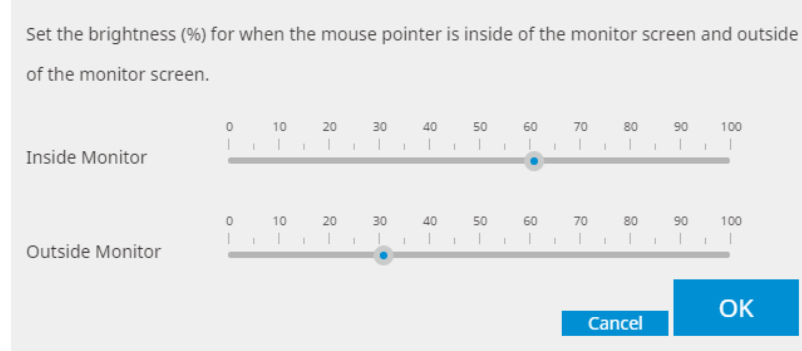 Set the brightness (%) for when the mouse pointer is inside of the monitor screen and outside
of the monitor screen.
0 10 20 30 40 50 60 70 80 90 100
Inside Monitor
0 10 20 30 40 50 60 70 80 90 100
Outside Monitor
Cancel OK